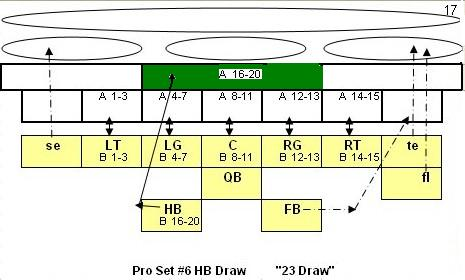 17
A 16-20
A 1-3 A 4-7 A 8-11 A 12-13 A 14-15
se LT LG C RG RT te
B 1-3 B 4-7 B 8-11 B 12-13 B 14-15
QB fl
HB FB
B 16-20
Pro Set #6 HB Draw "23 Draw"